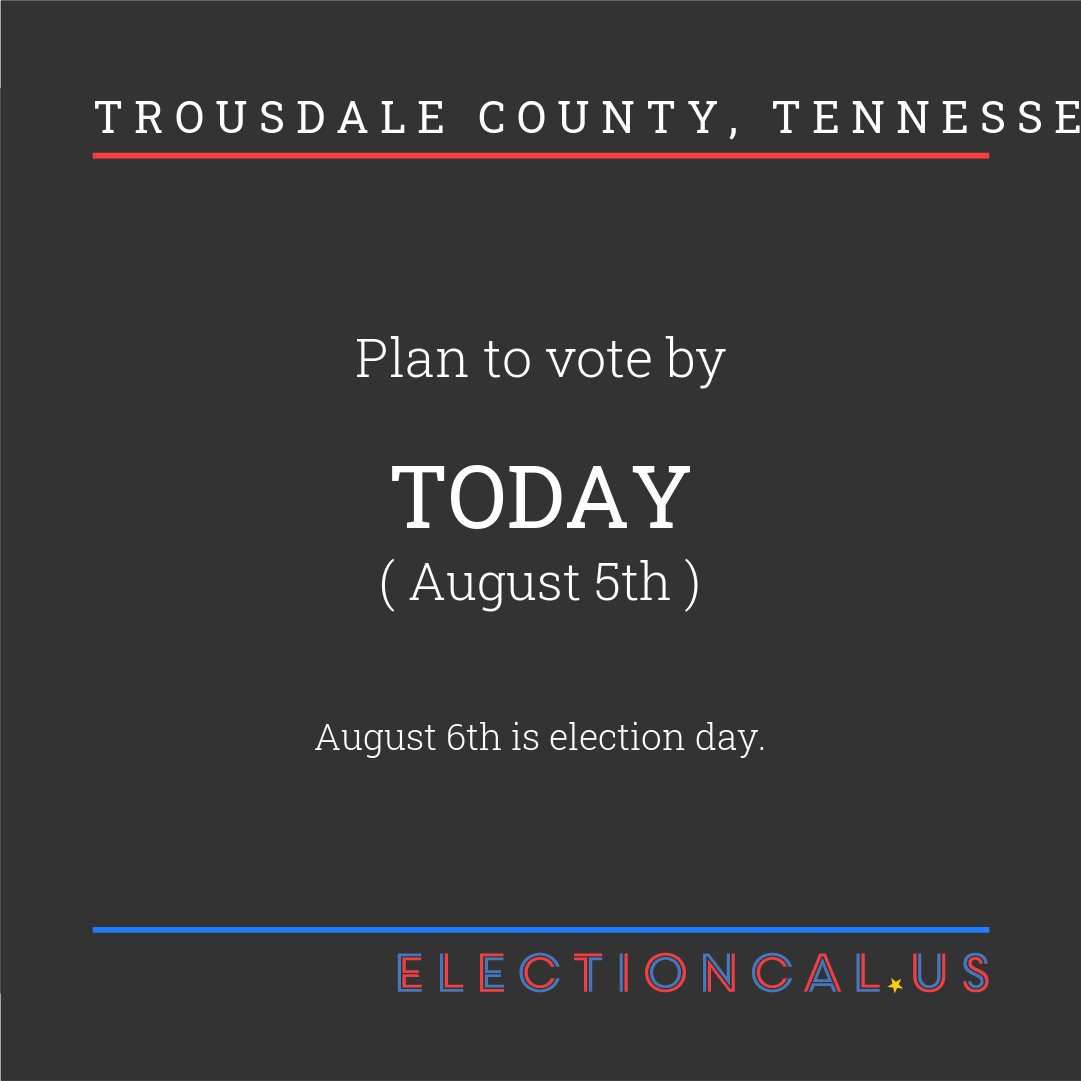 TROUSDALE COUNTY, TENNESSE
Plan to vote by
TODAY
( August 5th )
August 6th is election day.
ELECTIONCAL.US